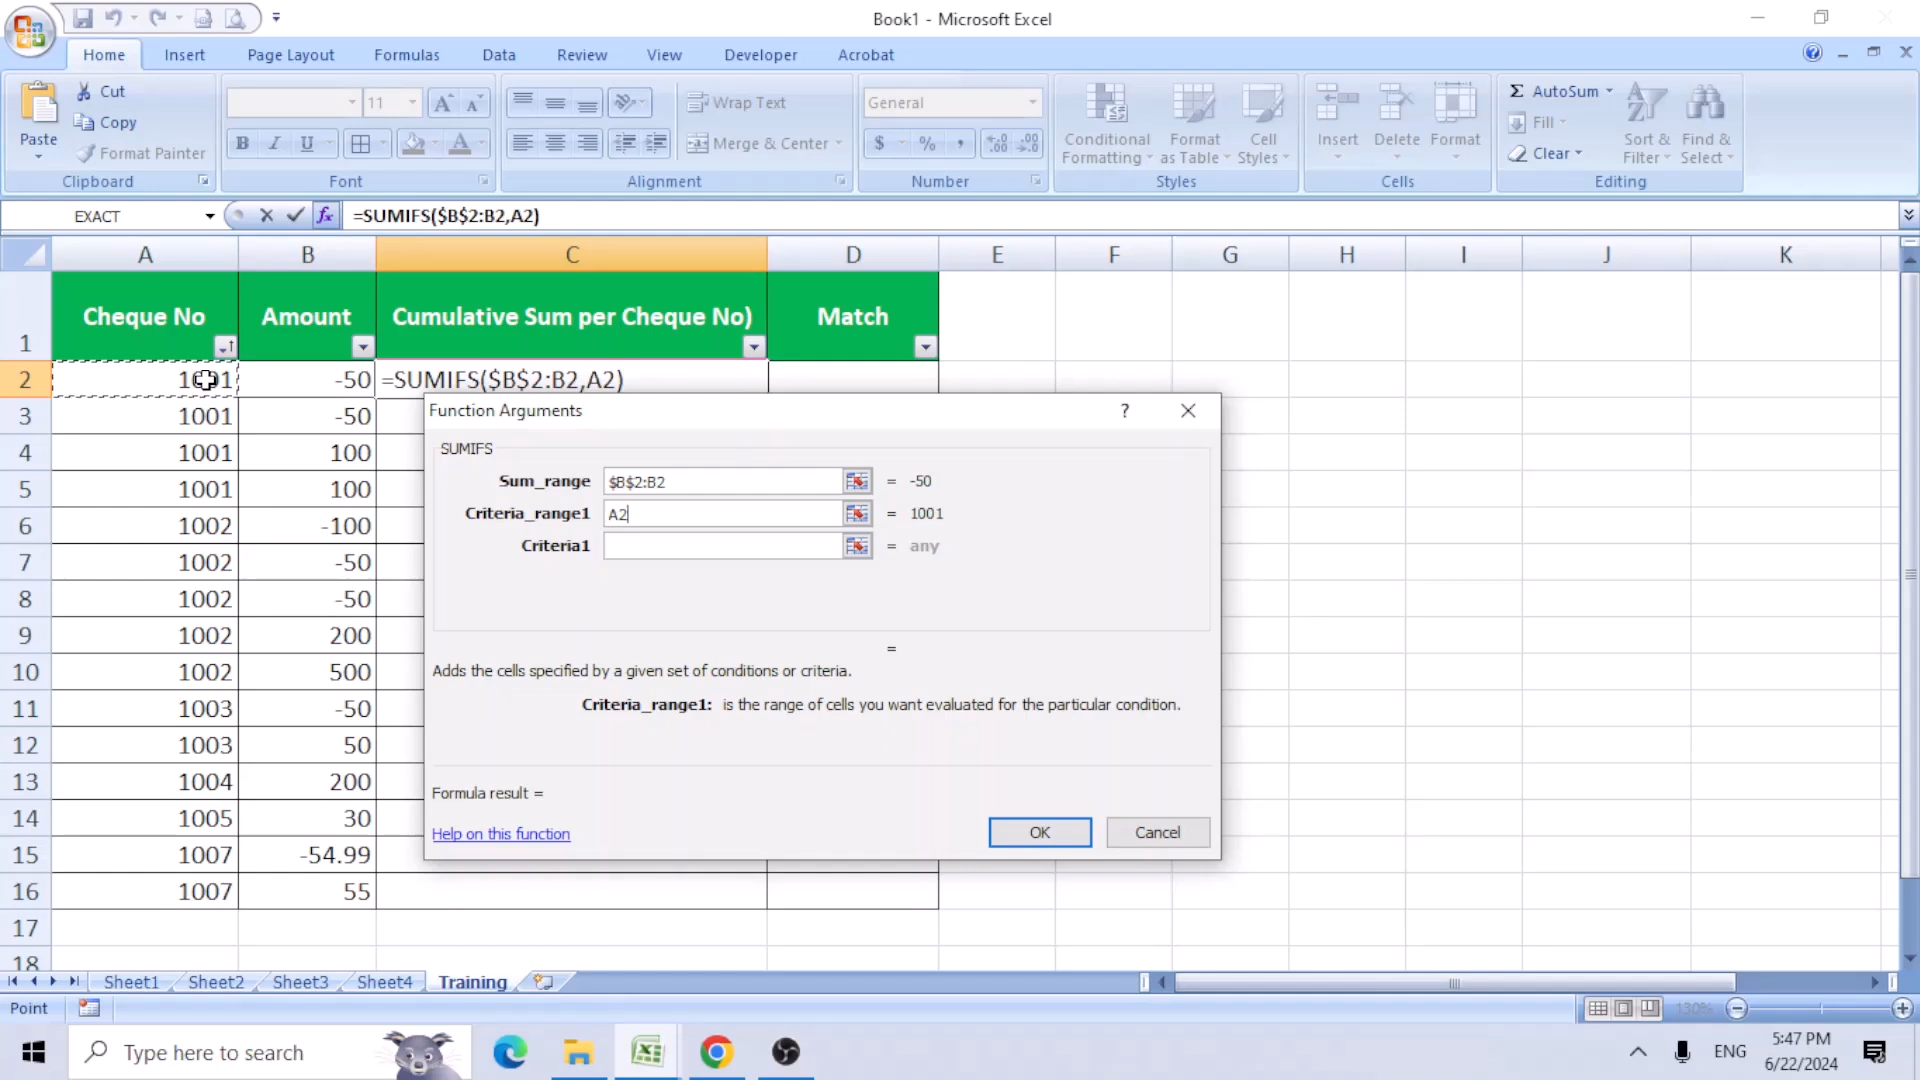 Book1 - Microsoft Excel
Home Insert Page Layout Formulas Data Review View Developer Acrobat
Paste
Cut
Copy
Format Painter
Clipboard
11
A A
B I U A
Font
Wrap Text
Merge & Center
Alignment
General
$ % ,
Number
Conditional Formatting
Format as Table
Cell Styles
Styles
Insert Delete Format
Cells
Σ AutoSum
Fill
Clear
Sort & Filter
Find & Select
Editing
EXACT fx =SUMIFS($B$2:B2,A2)
A B C D E F G H I J K
1 Cheque No Amount Cumulative Sum per Cheque No) Match
2 1001 -50 =SUMIFS($B$2:B2,A2)
3 1001 -50
4 1001 100
5 1001 100
6 1002 -100
7 1002 -50
8 1002 -50
9 1002 200
10 1002 500
11 1003 -50
12 1003 50
13 1004 200
14 1005 30
15 1007 -54.99
16 1007 55
17
18
Function Arguments ?
SUMIFS
Sum_range $B$2:B2 = -50
Criteria_range1 A2 = 1001
Criteria1 = any
=
Adds the cells specified by a given set of conditions or criteria.
Criteria_range1: is the range of cells you want evaluated for the particular condition.
Formula result =
Help on this function
OK Cancel
Sheet1 Sheet2 Sheet3 Sheet4 Training
Point 130%
Type here to search
ENG
5:47 PM
6/22/2024